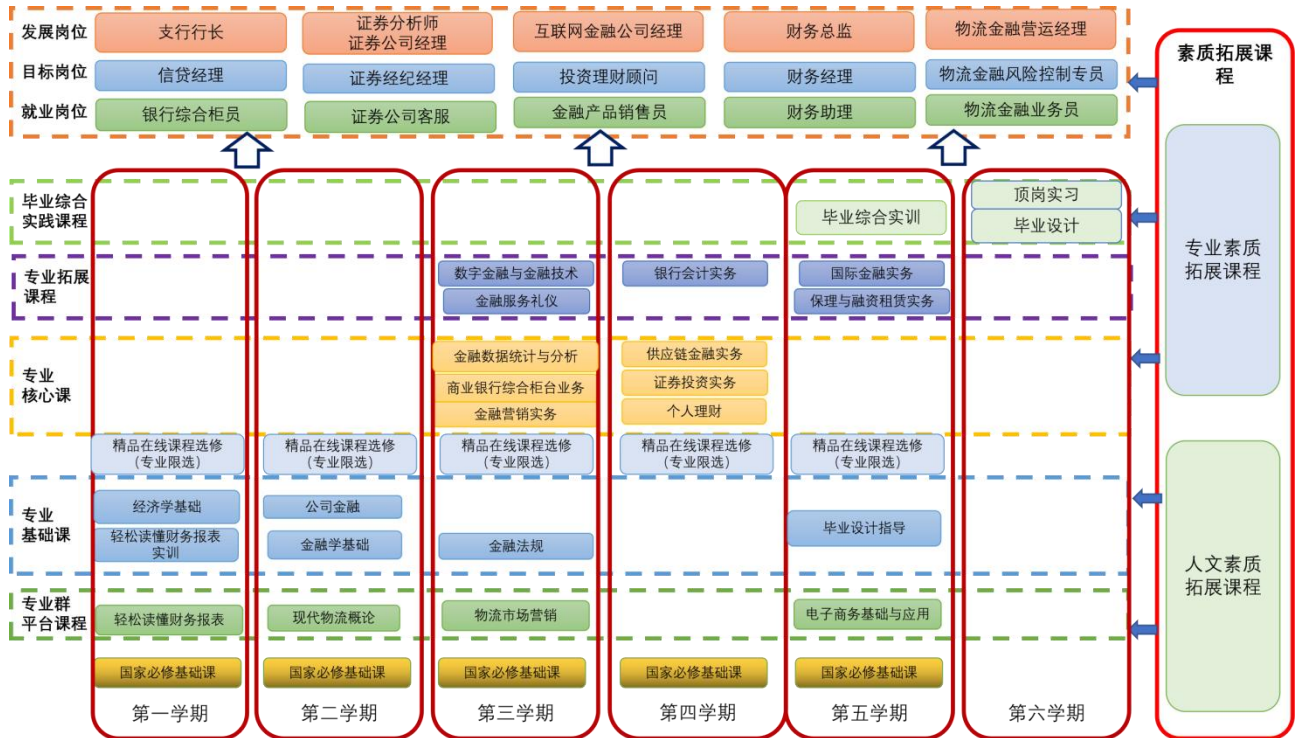 发展岗位
支行行长
证券分析师
证券公司经理
互联网金融公司经理
财务总监
物流金融营运经理
目标岗位
信贷经理
证券经纪经理
投资理财顾问
财务经理
物流金融风险控制专员
就业岗位
银行综合柜员
证券公司客服
金融产品销售员
财务助理
物流金融业务员
素质拓展课
程
专业素质
拓展课程
人文素质
拓展课程
毕业综合
实践课程
毕业综合实训
顶岗实习
毕业设计
专业拓展
课程
数字金融与金融技术
金融服务礼仪
银行会计实务
国际金融实务
保理与融资租赁实务
专业
核心课
金融数据统计与分析
商业银行综合柜台业务
金融营销实务
供应链金融实务
证券投资实务
个人理财
精品在线课程选修
(专业限选)
精品在线课程选修
(专业限选)
精品在线课程选修
(专业限选)
精品在线课程选修
(专业限选)
精品在线课程选修
(专业限选)
专业
基础课
经济学基础
轻松读懂财务报表
实训
公司金融
金融学基础
金融法规
毕业设计指导
专业群
平台课程
轻松读懂财务报表
现代物流概论
物流市场营销
电子商务基础与应用
国家必修基础课
国家必修基础课
国家必修基础课
国家必修基础课
国家必修基础课
第一学期
第二学期
第三学期
第四学期
第五学期
第六学期